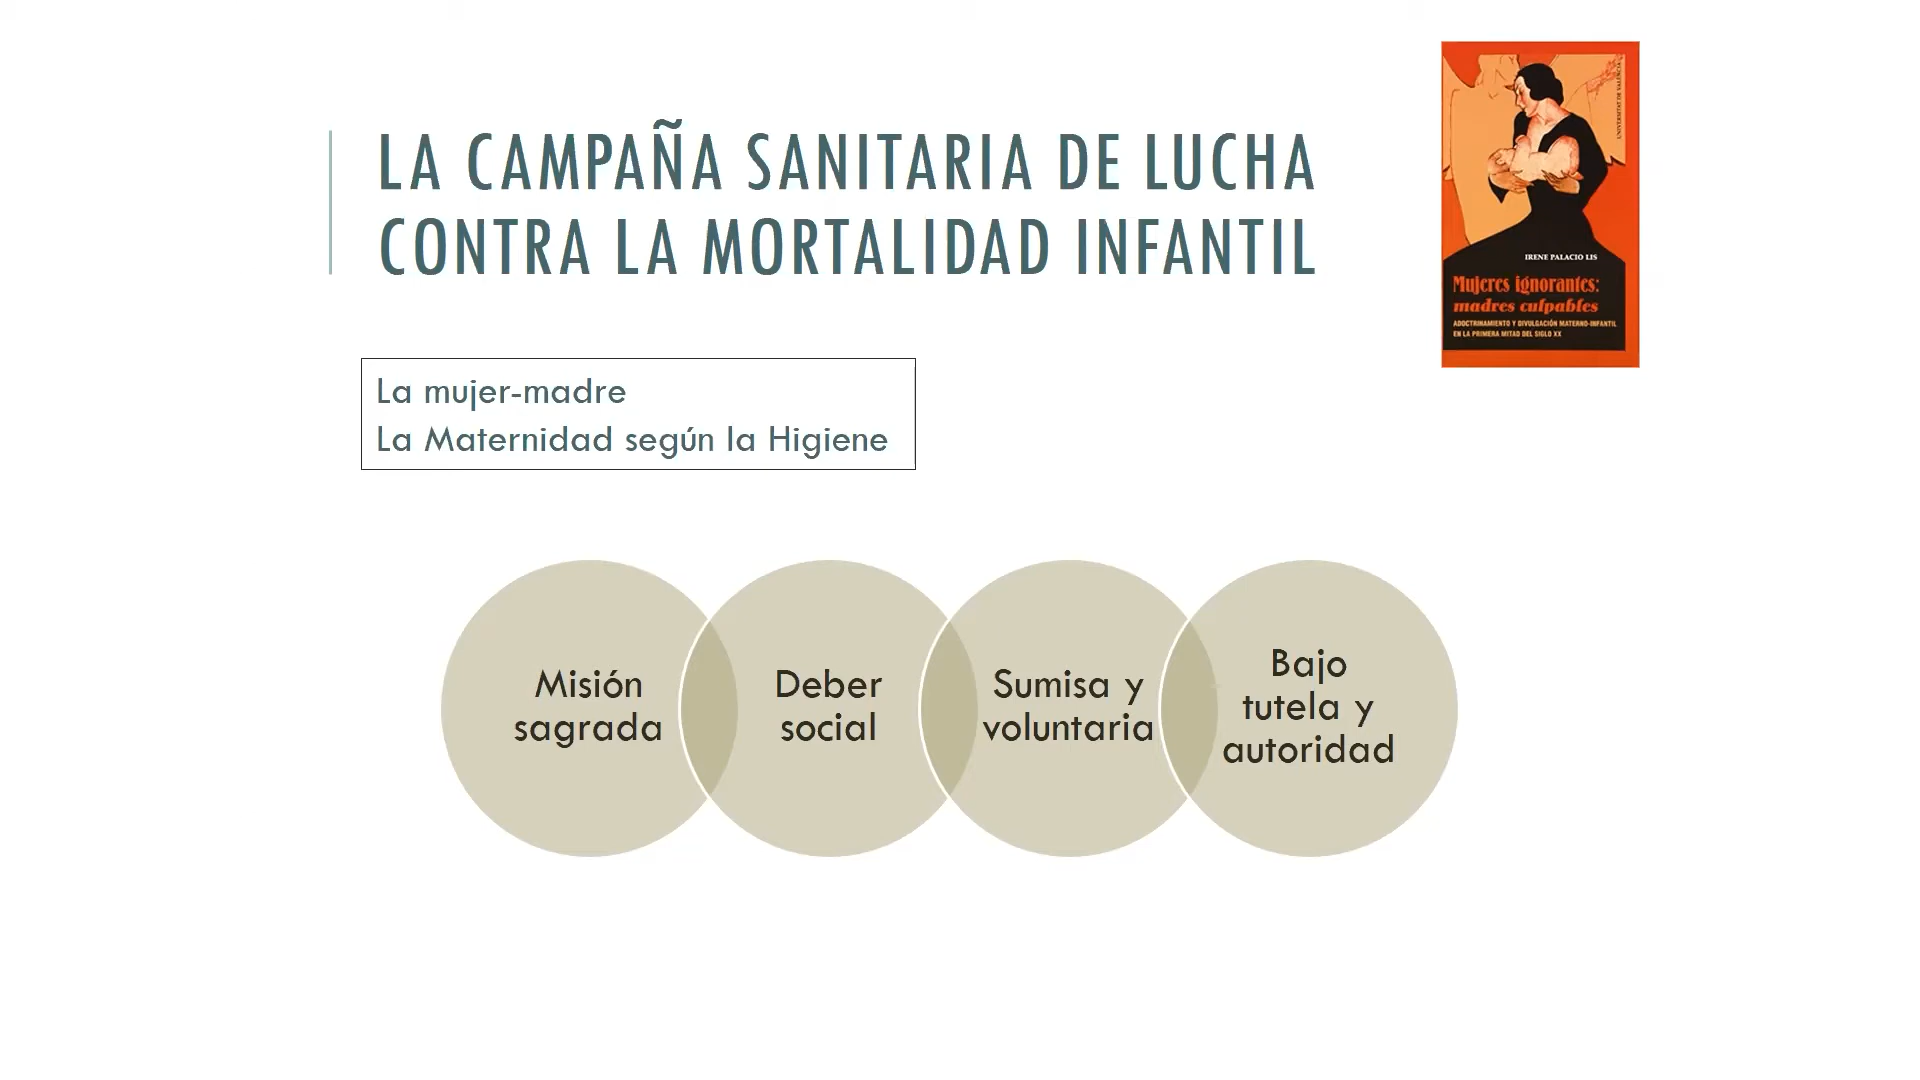 LA CAMPAÑA SANITARIA DE LUCHA
CONTRA LA MORTALIDAD INFANTIL
UNIVERSITAT DE VALÈNCIA
IRENE PALACIO LIS
Mujeres ignorantes:
madres culpables
ADOCTRINAMIENTO Y DIVULGACIÓN MATERNO-INFANTIL
EN LA PRIMERA MITAD DEL SIGLO XX
La mujer-madre
La Maternidad según la Higiene
Misión
sagrada
Deber
social
Sumisa y
voluntaria
Bajo
tutela y
autoridad